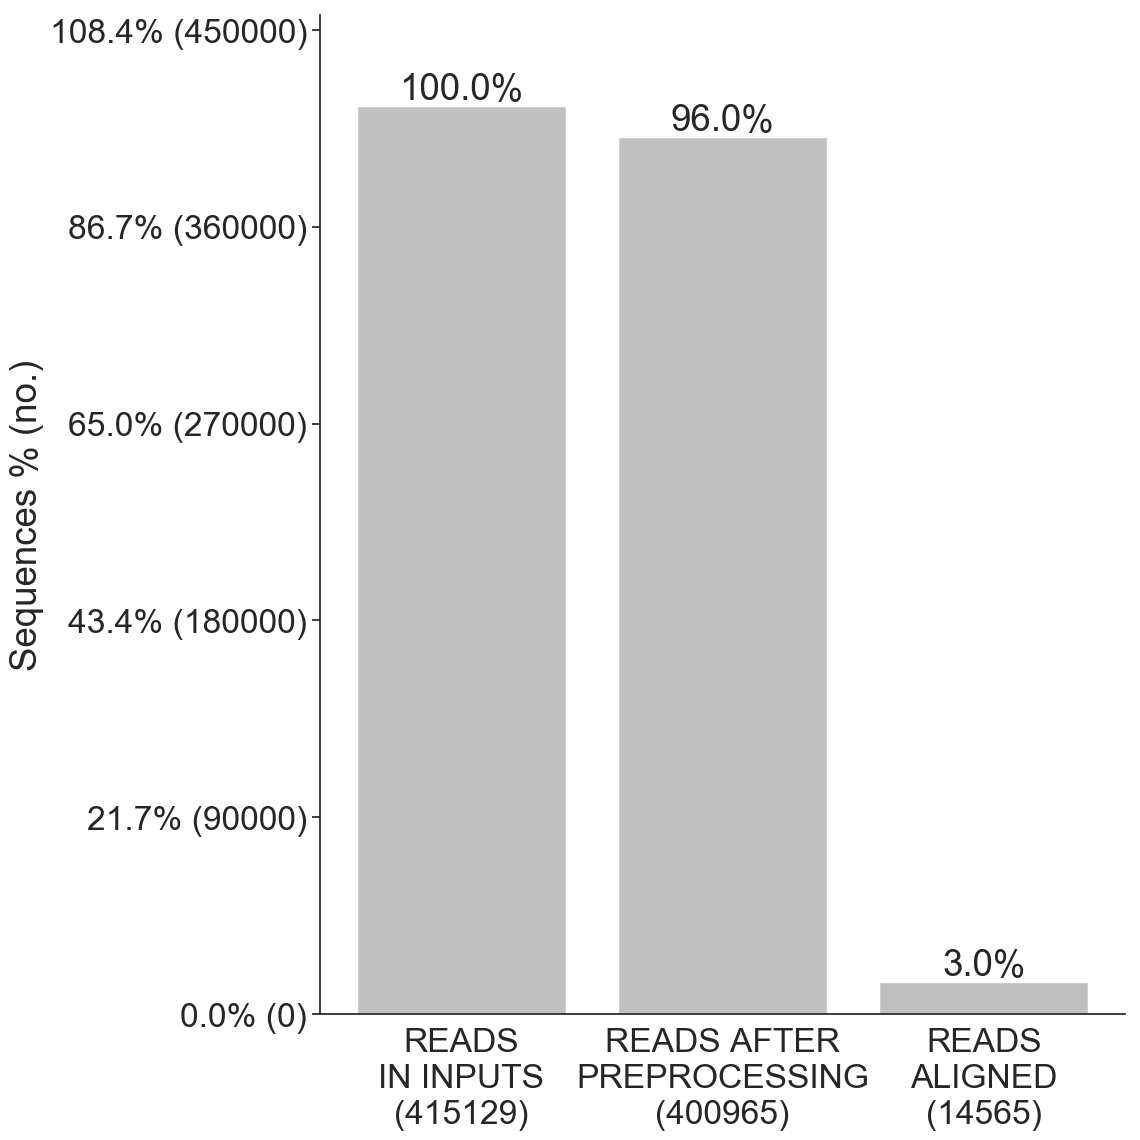 108.4% (450000)
100.0%
96.0%
86.7% (360000)
65.0% (270000)
Sequences % (no.)
43.4% (180000)
21.7% (90000)
3.0%
0.0% (0)
READS
IN INPUTS
(415129)
READS AFTER
PREPROCESSING
(400965)
READS
ALIGNED
(14565)